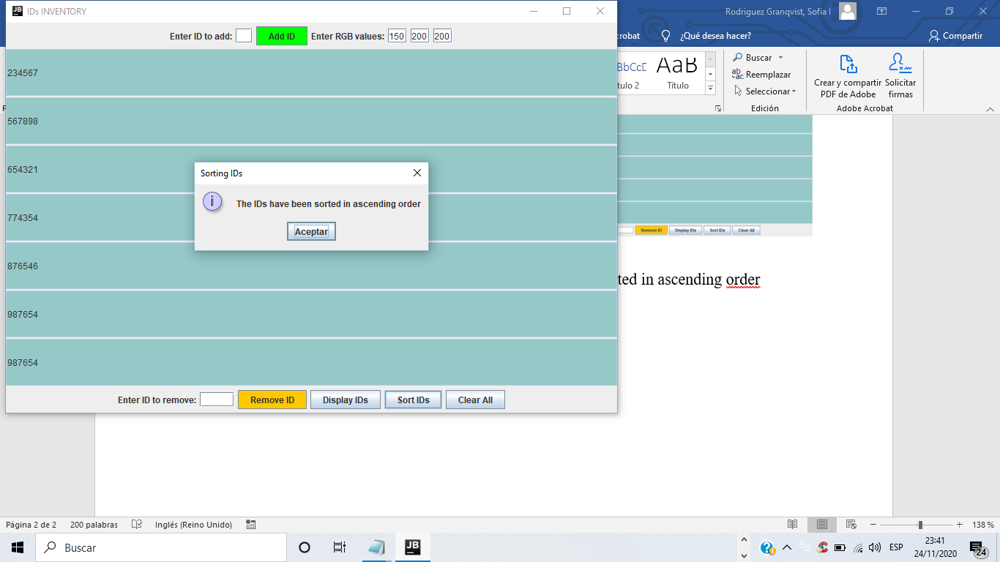 JB IDs INVENTORY
Enter ID to add: Add ID Enter RGB values: 150 200 200
234567
567898
654321
774354
876546
987654
987654
Sorting IDs
i The IDs have been sorted in ascending order
Aceptar
Enter ID to remove: Remove ID Display IDs Sort IDs Clear All
Rodriguez Granqvist, Sofia
crobat ¿Qué desea hacer? Compartir
BbCcD AaB
tulo 2 Título
Buscar
Reemplazar
Seleccionar
Edición
Crear y compartir
PDF de Adobe
Solicitar
firmas
Adobe Acrobat
Remove ID Display IDs Sort IDs Clear All
ted in ascending order
Página 2 de 2 200 palabras Inglés (Reino Unido) 138 %
Buscar JB ESP 23:41
24/11/2020 24